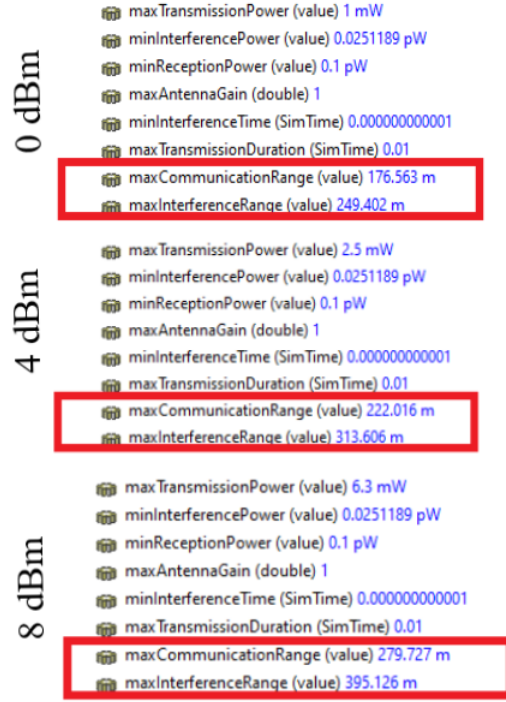 0 dBm
maxTransmissionPower (value) 1 mW
minInterferencePower (value) 0.0251189 pW
minReceptionPower (value) 0.1 pW
maxAntennaGain (double) 1
minInterferenceTime (SimTime) 0.000000000001
maxTransmissionDuration (SimTime) 0.01
maxCommunicationRange (value) 176.563 m
maxInterferenceRange (value) 249.402 m
4 dBm
maxTransmissionPower (value) 2.5 mW
minInterferencePower (value) 0.0251189 pW
minReceptionPower (value) 0.1 pW
maxAntennaGain (double) 1
minInterferenceTime (SimTime) 0.000000000001
maxTransmissionDuration (SimTime) 0.01
maxCommunicationRange (value) 222.016 m
maxInterferenceRange (value) 313.606 m
8 dBm
maxTransmissionPower (value) 6.3 mW
minInterferencePower (value) 0.0251189 pW
minReceptionPower (value) 0.1 pW
maxAntennaGain (double) 1
minInterferenceTime (SimTime) 0.000000000001
maxTransmissionDuration (SimTime) 0.01
maxCommunicationRange (value) 279.727 m
maxInterferenceRange (value) 395.126 m